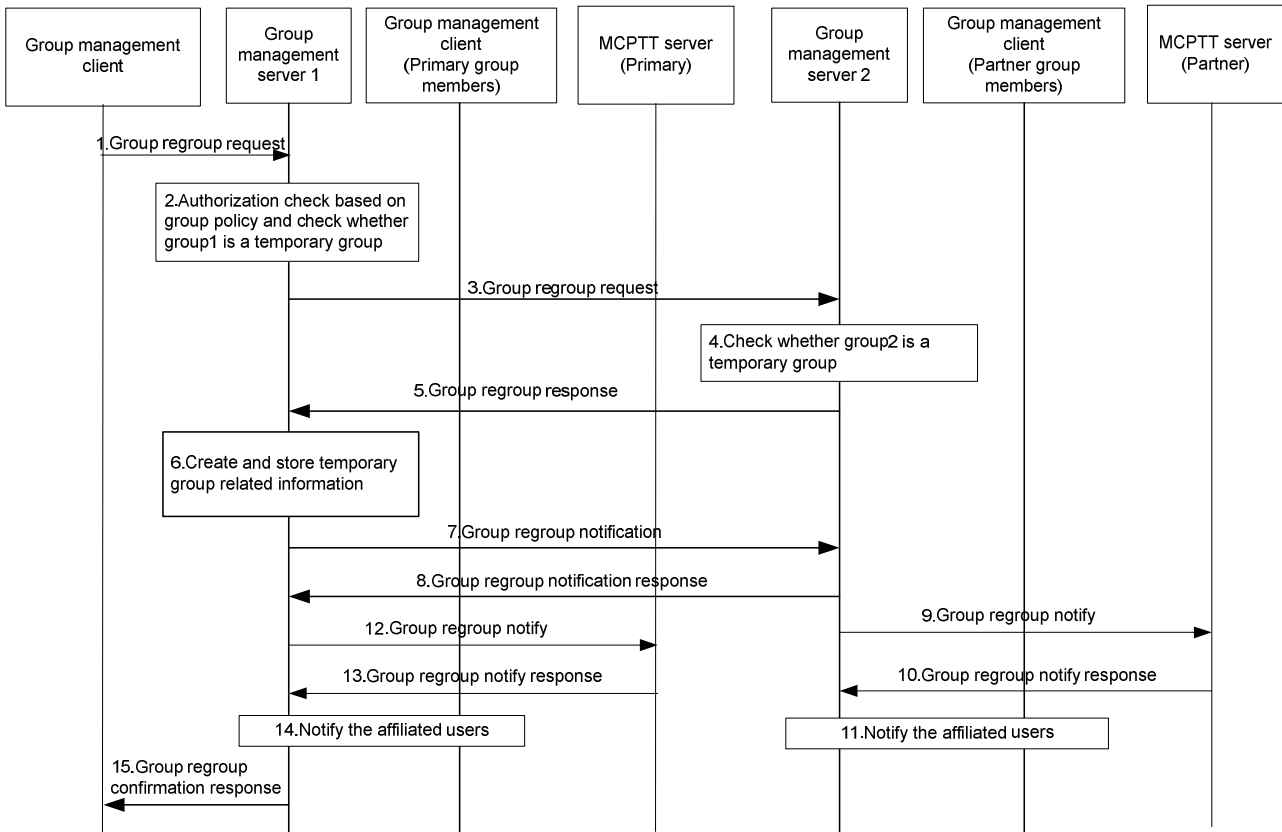 Group management
client
Group
management
server 1
Group management
client
(Primary group
members)
MCPTT server
(Primary)
Group
management
server 2
Group management
client
(Partner group
members)
MCPTT server
(Partner)
1.Group regroup request
2.Authorization check based on
group policy and check whether
group1 is a temporary group
3.Group regroup request
4.Check whether group2 is a
temporary group
5.Group regroup response
6.Create and store temporary
group related information
7.Group regroup notification
8.Group regroup notification response
9.Group regroup notify
12.Group regroup notify
10.Group regroup notify response
13.Group regroup notify response
14.Notify the affiliated users
11.Notify the affiliated users
15.Group regroup
confirmation response